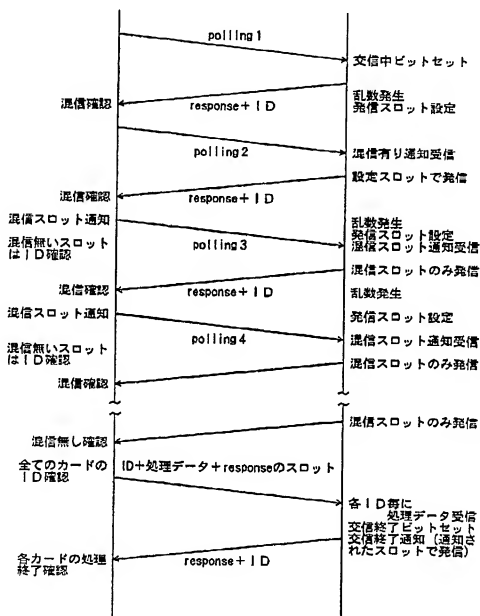 polling1
交信中ビットセット
乱数発生
発信スロット設定
混信確認
response+ID
polling2
混信有り通知受信
設定スロットで発信
混信確認
response+ID
混信スロット通知
混信無いスロット
はID確認
polling3
乱数発生
発信スロット設定
混信スロット通知受信
混信スロットのみ発信
混信確認
response+ID
乱数発生
混信スロット通知
発信スロット設定
polling4
混信スロット通知受信
混信無いスロット
はID確認
混信スロットのみ発信
混信確認
混信スロットのみ発信
混信無し確認
全てのカードの
ID確認
ID+処理データ+responseのスロット
各ID毎に
処理データ受信
交信終了ビットセット
交信終了通知(通知さ
れたスロットで発信)
各カードの処理
終了確認
response+ID